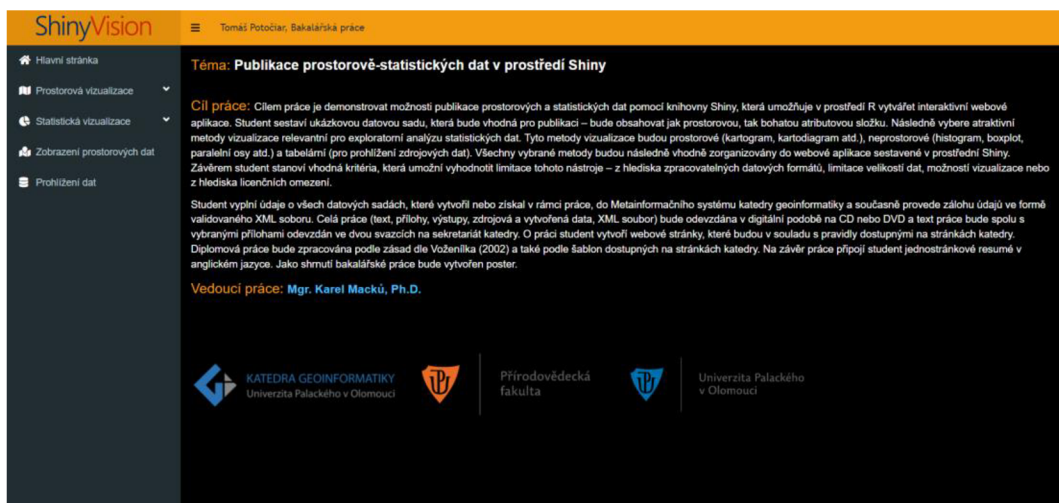 ShinyVision
Tomáš Potočiar, Bakalářská práce
Hlavní stránka
Prostorová vizualizace
Statistická vizualizace
Zobrazení prostorových dat
Prohlížení dat
Téma: Publikace prostorově-statistických dat v prostředí Shiny
Cíl práce: Cílem práce je demonstrovat možnosti publikace prostorových a statistických dat pomocí knihovny Shiny, která umožňuje v prostředí R vytvářet interaktivní webové
aplikace. Student sestaví ukázkovou datovou sadu, která bude vhodná pro publikaci – bude obsahovat jak prostorovou, tak bohatou atributovou složku. Následně vybere atraktivní
metody vizualizace relevantní pro exploratorní analýzu statistických dat. Tyto metody vizualizace budou prostorové (kartogram, kartodiagram atd.), neprostorové (histogram, boxplot,
paralelní osy atd.) a tabelární (pro prohlížení zdrojových dat). Všechny vybrané metody budou následně vhodně zorganizovány do webové aplikace sestavené v prostřední Shiny.
Závěrem student stanoví vhodná kritéria, která umožní vyhodnotit limitace tohoto nástroje – z hlediska zpracovatelných datových formátů, limitace velikosti dat, možností vizualizace nebo
z hlediska licenčních omezení.
Student vyplní údaje o všech datových sadách, které vytvořil nebo získal v rámci práce, do Metainformačního systému katedry geoinformatiky a současně provede zálohu údajů ve formě
validovaného XML soboru. Celá práce (text, přílohy, výstupy, zdrojová a vytvořená data, XML soubor) bude odevzdána v digitální podobě na CD nebo DVD a text práce bude spolu s
vybranými přílohami odevzdán ve dvou svazcích na sekretariát katedry. O práci student vytvoří webové stránky, které budou v souladu s pravidly dostupnými na stránkách katedry.
Diplomová práce bude zpracována podle zásad dle Voženílka (2002) a také podle šablon dostupných na stránkách katedry. Na závěr práce připojí student jednostránkové resumé v
anglickém jazyce. Jako shrnutí bakalářské práce bude vytvořen poster.
Vedoucí práce: Mgr. Karel Macků, Ph.D.
KATEDRA GEOINFORMATIKY
Univerzita Palackého v Olomouci
Přírodovědecká
fakulta
Univerzita Palackého
v Olomouci